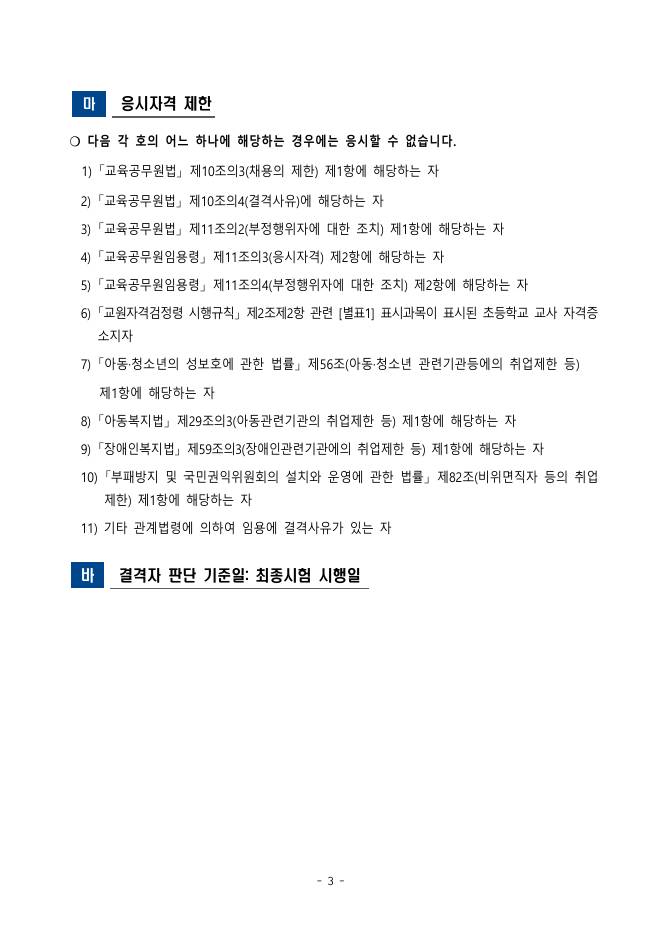 마 응시자격 제한
❍ 다음 각 호의 어느 하나에 해당하는 경우에는 응시할 수 없습니다.
1)「교육공무원법」제10조의3(채용의 제한) 제1항에 해당하는 자
2)「교육공무원법」제10조의4(결격사유)에 해당하는 자
3)「교육공무원법」제11조의2(부정행위자에 대한 조치) 제1항에 해당하는 자
4)「교육공무원임용령」제11조의3(응시자격) 제2항에 해당하는 자
5)「교육공무원임용령」제11조의4(부정행위자에 대한 조치) 제2항에 해당하는 자
6)「교원자격검정령 시행규칙」제2조제2항 관련 [별표1] 표시과목이 표시된 초등학교 교사 자격증
소지자
7)「아동·청소년의 성보호에 관한 법률」제56조(아동·청소년 관련기관등에의 취업제한 등)
제1항에 해당하는 자
8)「아동복지법」제29조의3(아동관련기관의 취업제한 등) 제1항에 해당하는 자
9)「장애인복지법」제59조의3(장애인관련기관에의 취업제한 등) 제1항에 해당하는 자
10)「부패방지 및 국민권익위원회의 설치와 운영에 관한 법률」제82조(비위면직자 등의 취업
제한) 제1항에 해당하는 자
11) 기타 관계법령에 의하여 임용에 결격사유가 있는 자
바 결격자 판단 기준일: 최종시험 시행일
- 3 -